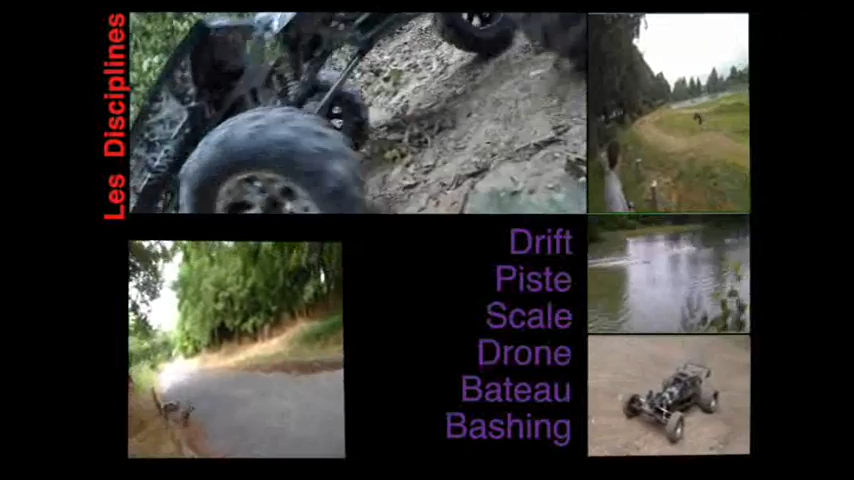 Les Disciplines
Drift
Piste
Scale
Drone
Bateau
Bashing